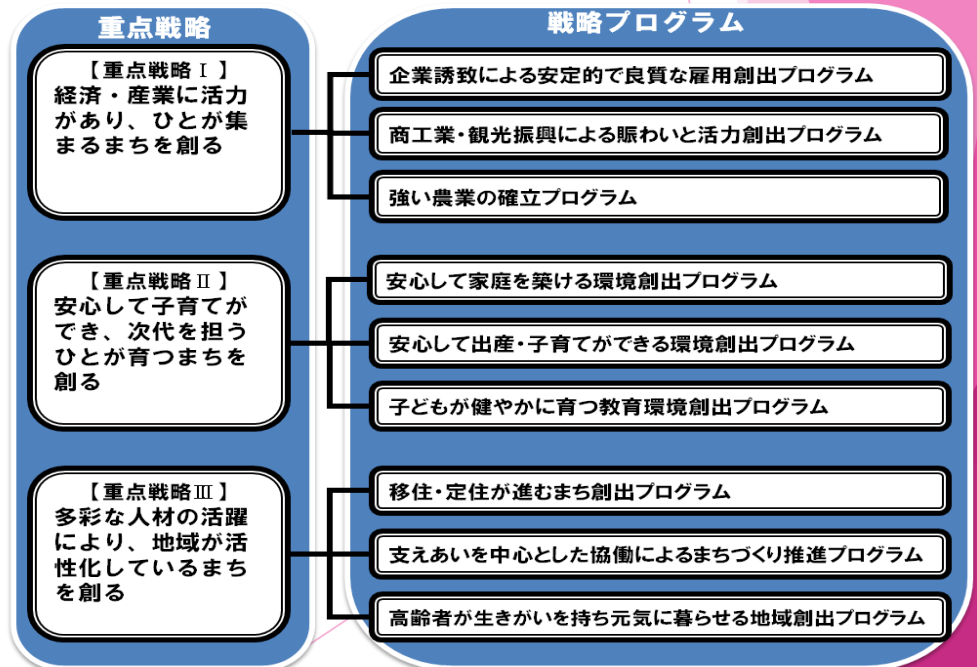 重点戦略
戦略プログラム
【重点戦略Ⅰ】
経済・産業に活力
があり、ひとが集
まるまちを創る
企業誘致による安定的で良質な雇用創出プログラム
商工業・観光振興による賑わいと活力創出プログラム
強い農業の確立プログラム
【重点戦略Ⅱ】
安心して子育てが
でき、次代を担う
ひとが育つまちを
創る
安心して家庭を築ける環境創出プログラム
安心して出産・子育てができる環境創出プログラム
子どもが健やかに育つ教育環境創出プログラム
【重点戦略Ⅲ】
多彩な人材の活躍
により、地域が活
性化しているまち
を創る
移住・定住が進むまち創出プログラム
支えあいを中心とした協働によるまちづくり推進プログラム
高齢者が生きがいを持ち元気に暮らせる地域創出プログラム